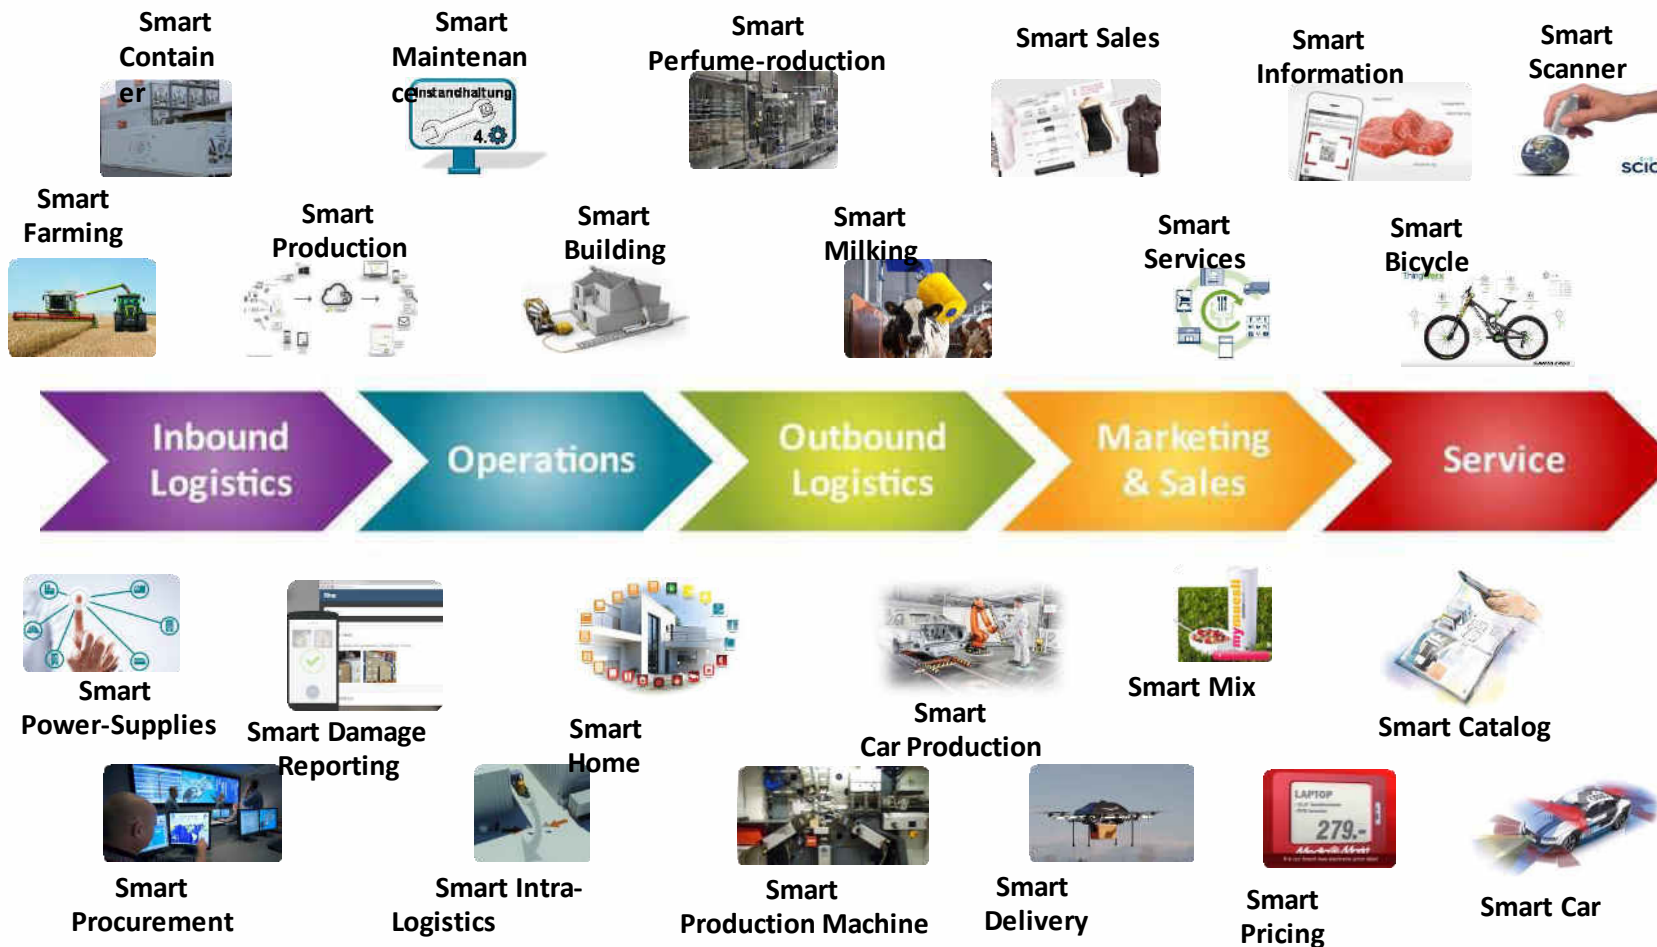 Smart
Contain
er
Smart
Maintenan
ce
Instandhaltung
4.
Smart
Perfume-roduction
Smart Sales
Smart
Information
Smart
Scanner
SCIO
Smart
Farming
Smart
Production
Smart
Building
Smart
Milking
Smart
Services
Smart
Bicycle
Inbound
Logistics
Operations
Outbound
Logistics
Marketing
& Sales
Service
mymuesli
Smart
Power-Supplies
Smart Damage
Reporting
Smart
Home
Smart
Car Production
Smart Mix
Smart Catalog
LAPTOP
279.-
Smart
Procurement
Smart Intra-
Logistics
Smart
Production Machine
Smart
Delivery
Smart
Pricing
Smart Car